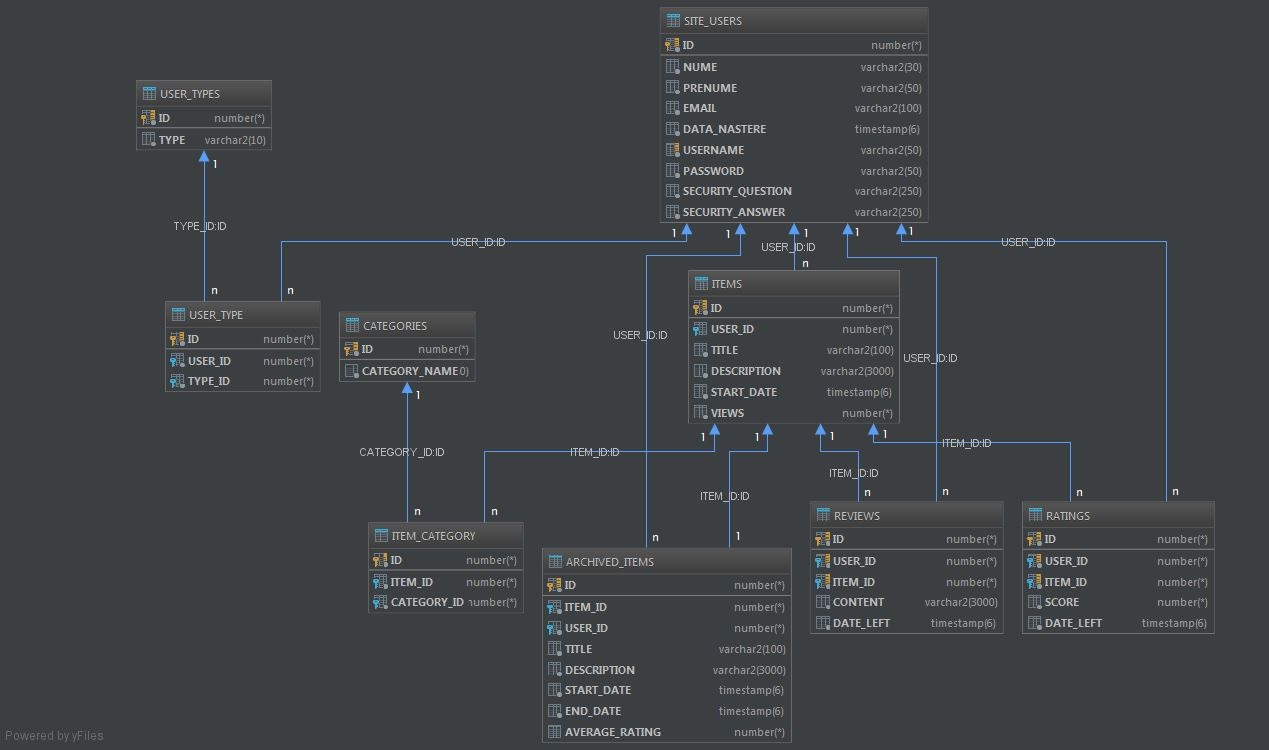 SITE_USERS
ID number(*)
NUME varchar2(30)
PRENUME varchar2(50)
EMAIL varchar2(100)
DATA_NASTERE timestamp(6)
USERNAME varchar2(50)
PASSWORD varchar2(50)
SECURITY_QUESTION varchar2(250)
SECURITY_ANSWER varchar2(250)
USER_TYPES
ID number(*)
TYPE varchar2(10)
1
TYPE_ID:ID
n
1 1 1 1 1
USER_ID:ID USER_ID:ID USER_ID:ID
n n
USER_TYPE
ID number(*)
USER_ID number(*)
TYPE_ID number(*)
CATEGORIES
ID number(*)
CATEGORY_NAME 0)
1
CATEGORY_ID:ID
n
ITEMS
ID number(*)
USER_ID number(*)
TITLE varchar2(100)
DESCRIPTION varchar2(3000)
START_DATE timestamp(6)
VIEWS number(*)
USER_ID:ID
USER_ID:ID
1 1 1 1
ITEM_ID:ID
ITEM_ID:ID
ITEM_ID:ID
ITEM_ID:ID
n
n
1
n
n
n
n
ITEM_CATEGORY
ID number(*)
ITEM_ID number(*)
CATEGORY_ID number(*)
ARCHIVED_ITEMS
ID number(*)
ITEM_ID number(*)
USER_ID number(*)
TITLE varchar2(100)
DESCRIPTION varchar2(3000)
START_DATE timestamp(6)
END_DATE timestamp(6)
AVERAGE_RATING number(*)
REVIEWS
ID number(*)
USER_ID number(*)
ITEM_ID number(*)
CONTENT varchar2(3000)
DATE_LEFT timestamp(6)
RATINGS
ID number(*)
USER_ID number(*)
ITEM_ID number(*)
SCORE number(*)
DATE_LEFT timestamp(6)
Powered by yFiles